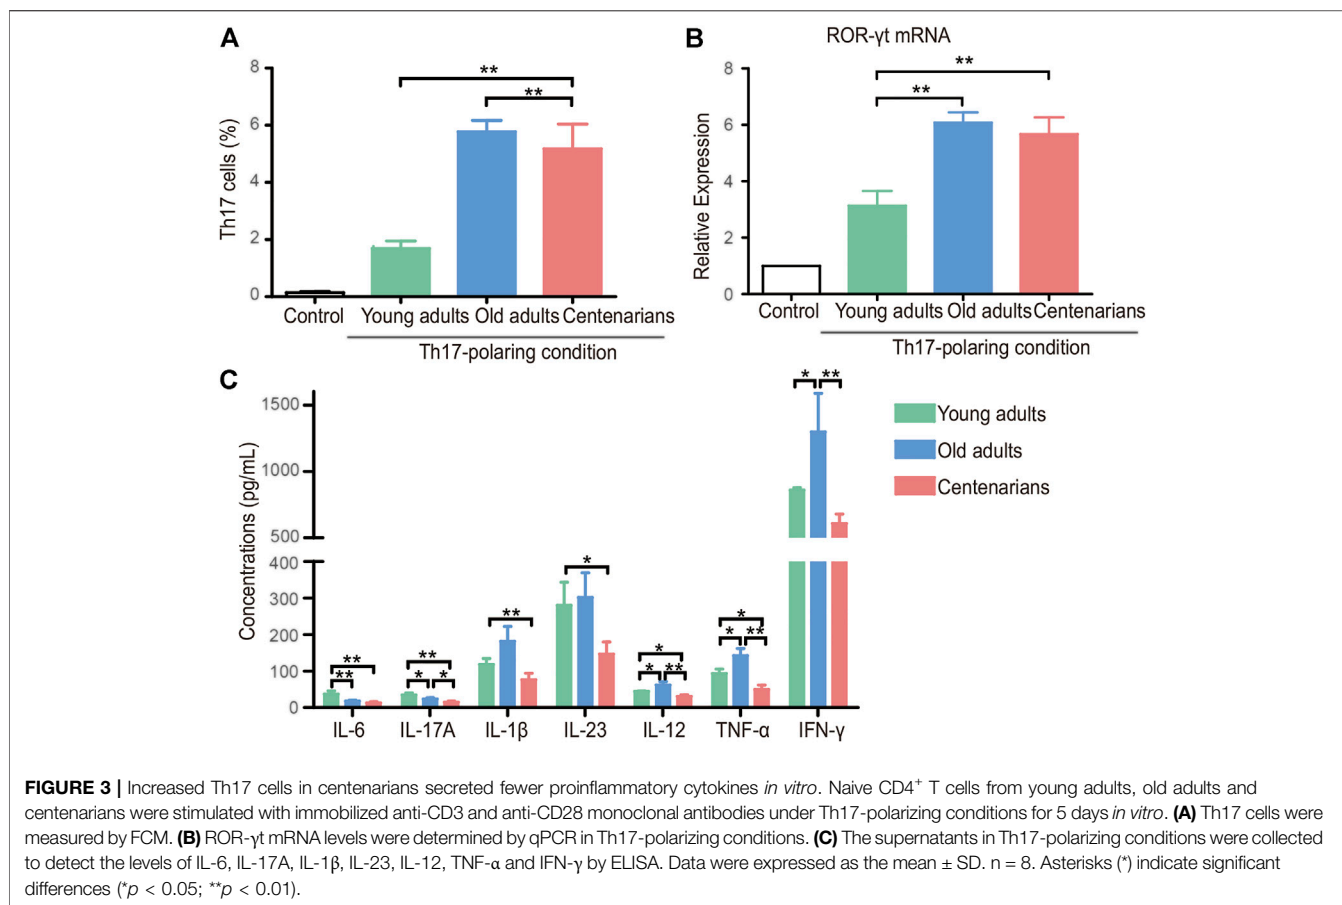 A
Th17 cells (%)
8
6
4
2
0
**
**
Control Young adults Old adults Centenarians
Th17-polaring condition
B
ROR-γt mRNA
Relative Expression
8
6
4
2
0
**
**
Control Young adults Old adults Centenarians
Th17-polaring condition
C
Concentrations (pg/mL)
1500
1000
500
400
300
200
100
0
** **
** * *
**
*
* * **
* * **
* **
IL-6 IL-17A IL-1β IL-23 IL-12 TNF-α IFN-γ
Young adults
Old adults
Centenarians
FIGURE 3 | Increased Th17 cells in centenarians secreted fewer proinflammatory cytokines in vitro. Naive CD4⁺ T cells from young adults, old adults and
centenarians were stimulated with immobilized anti-CD3 and anti-CD28 monoclonal antibodies under Th17-polarizing conditions for 5 days in vitro. (A) Th17 cells were
measured by FCM. (B) ROR-γt mRNA levels were determined by qPCR in Th17-polarizing conditions. (C) The supernatants in Th17-polarizing conditions were collected
to detect the levels of IL-6, IL-17A, IL-1β, IL-23, IL-12, TNF-α and IFN-γ by ELISA. Data were expressed as the mean ± SD. n = 8. Asterisks (*) indicate significant
differences (*p < 0.05; **p < 0.01).